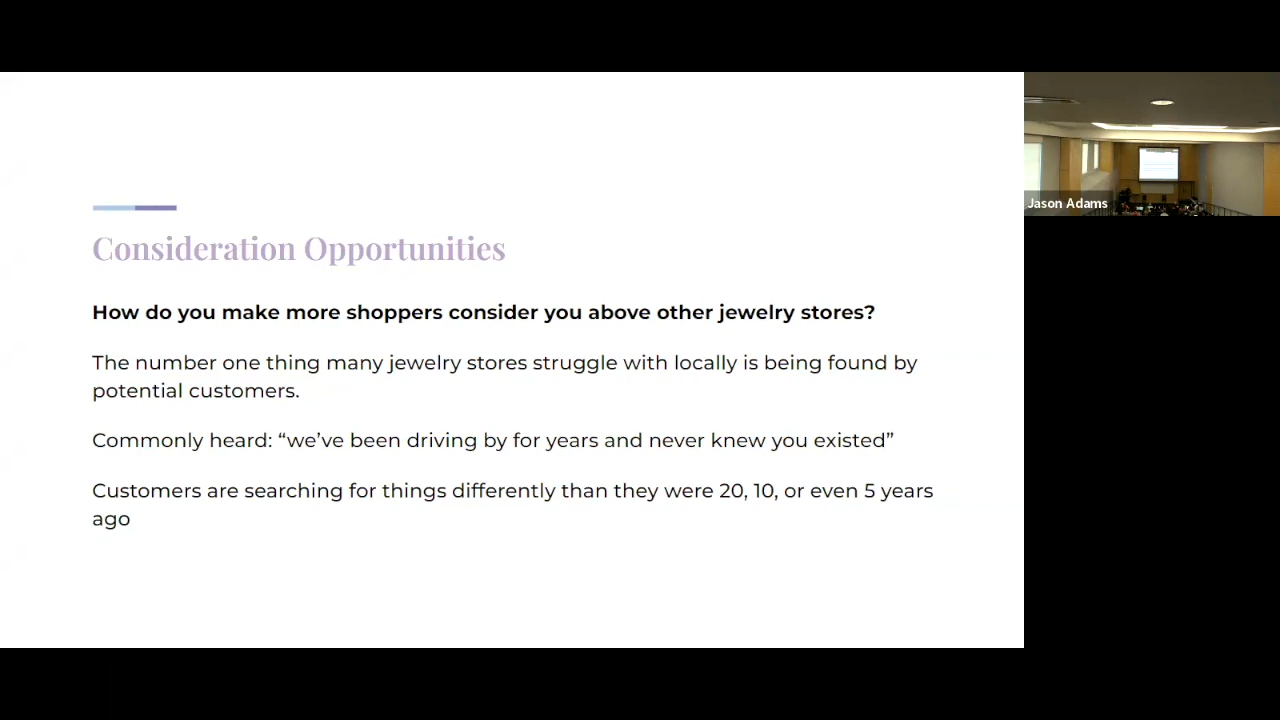 Consideration Opportunities
How do you make more shoppers consider you above other jewelry stores?
The number one thing many jewelry stores struggle with locally is being found by
potential customers.
Commonly heard: “we’ve been driving by for years and never knew you existed”
Customers are searching for things differently than they were 20, 10, or even 5 years
ago
Jason Adams